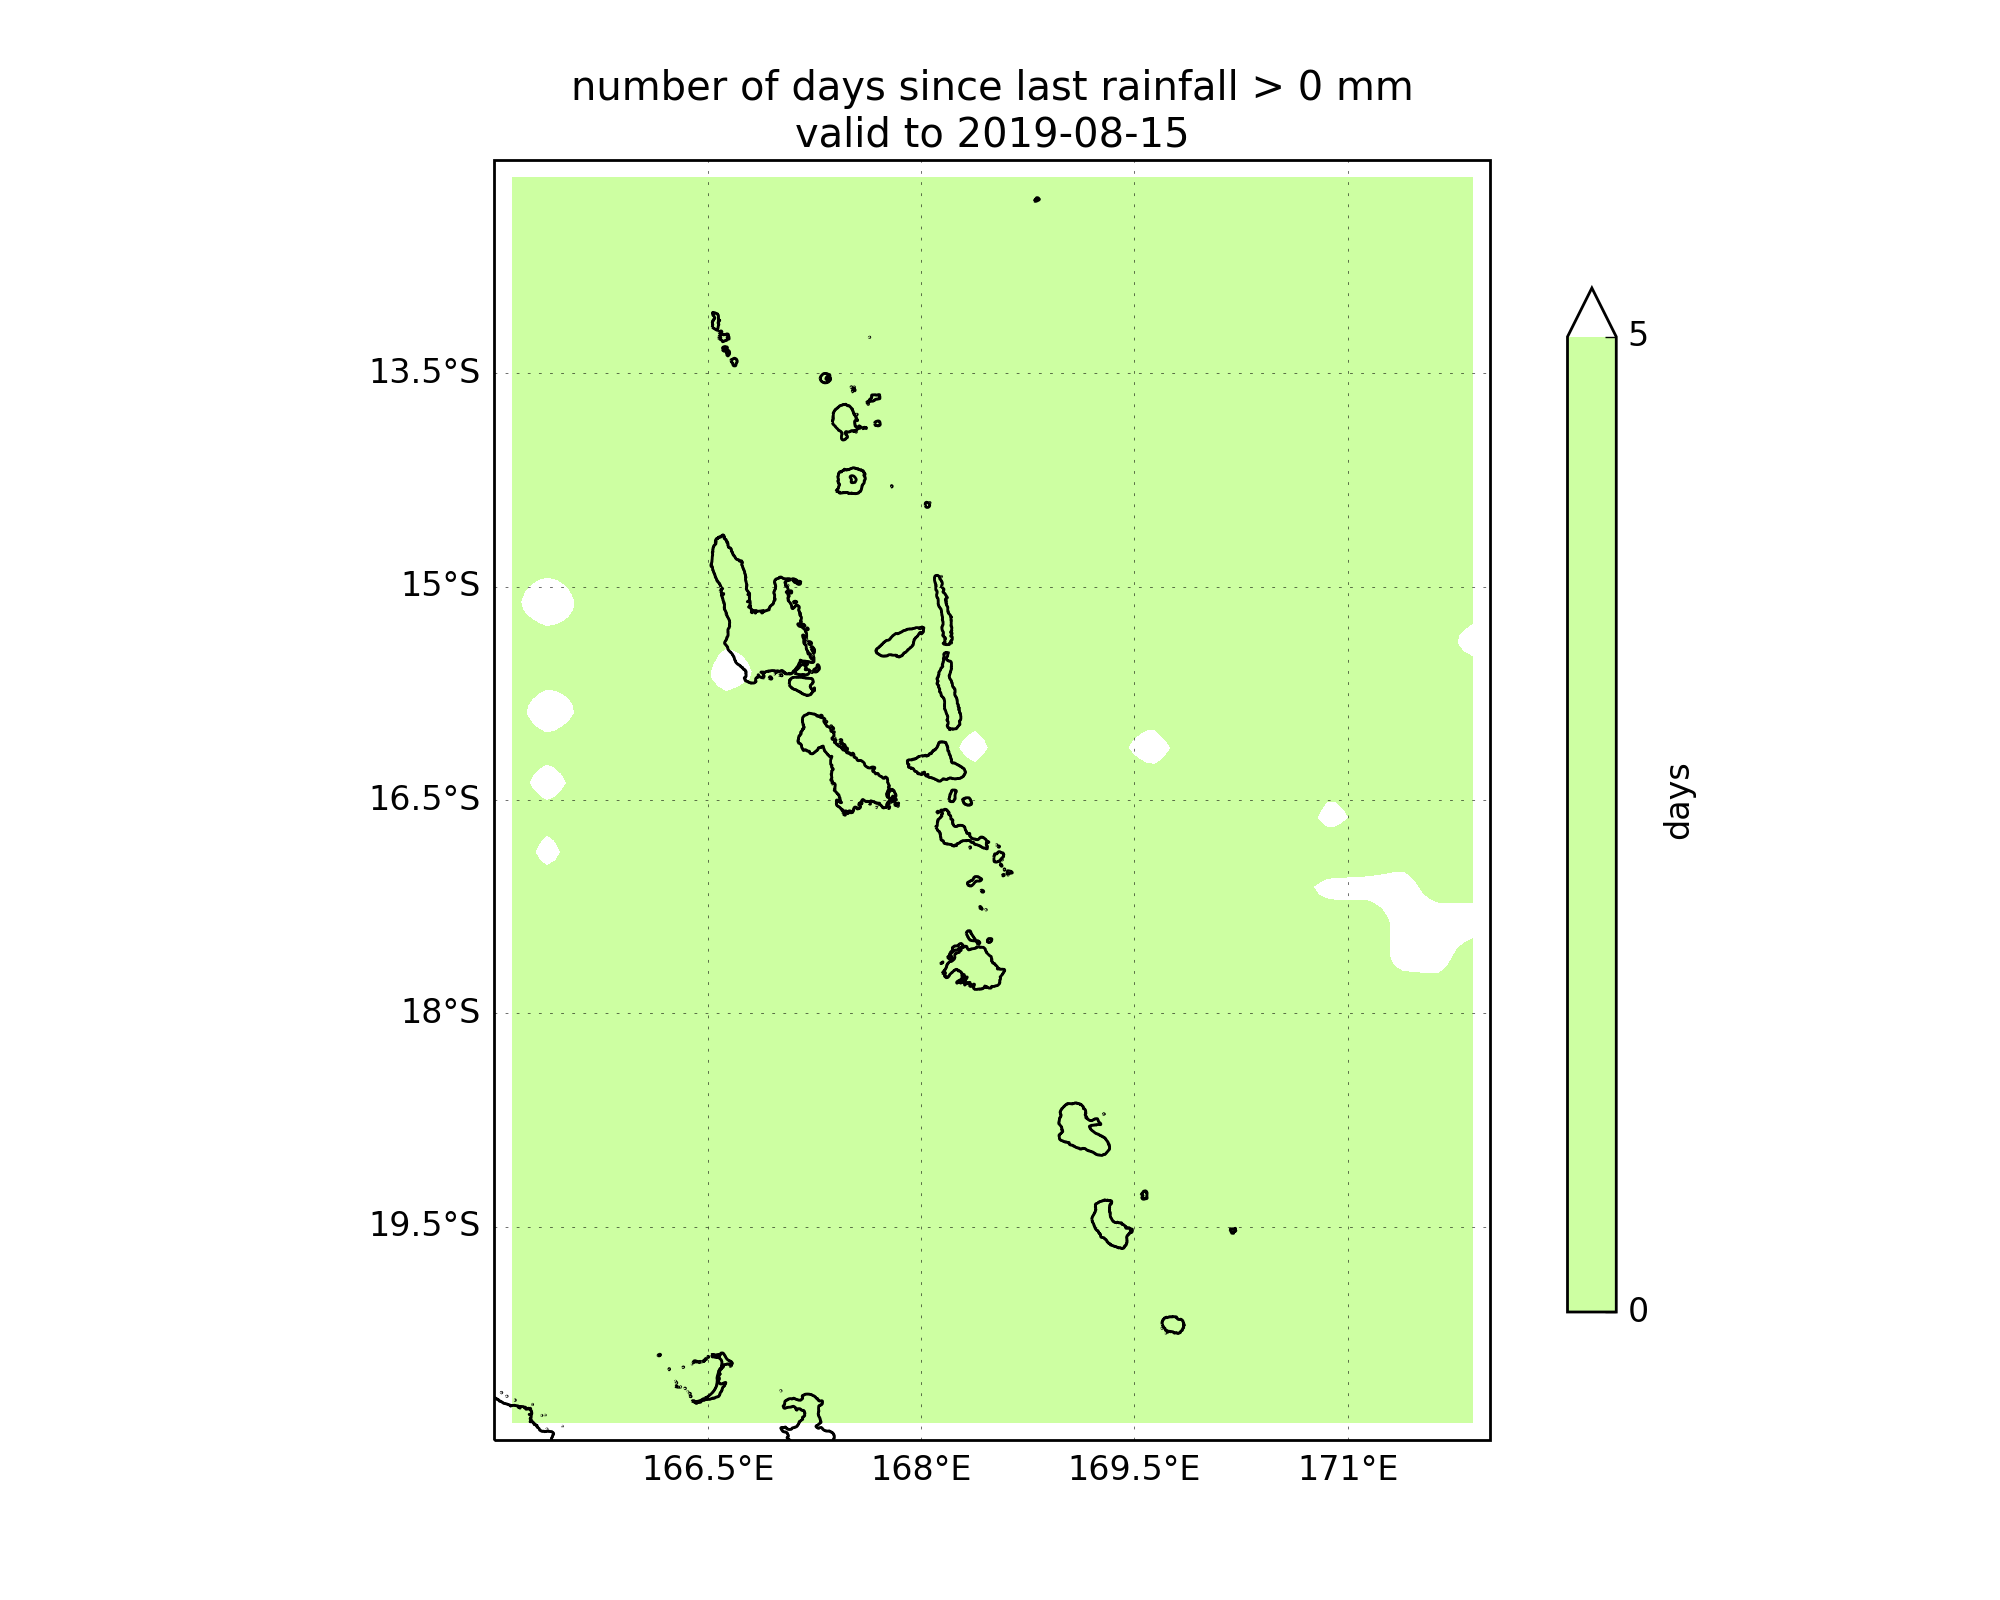 number of days since last rainfall > 0 mm
valid to 2019-08-15
13.5°S
15°S
16.5°S
18°S
19.5°S
166.5°E
168°E
169.5°E
171°E
5
0
days